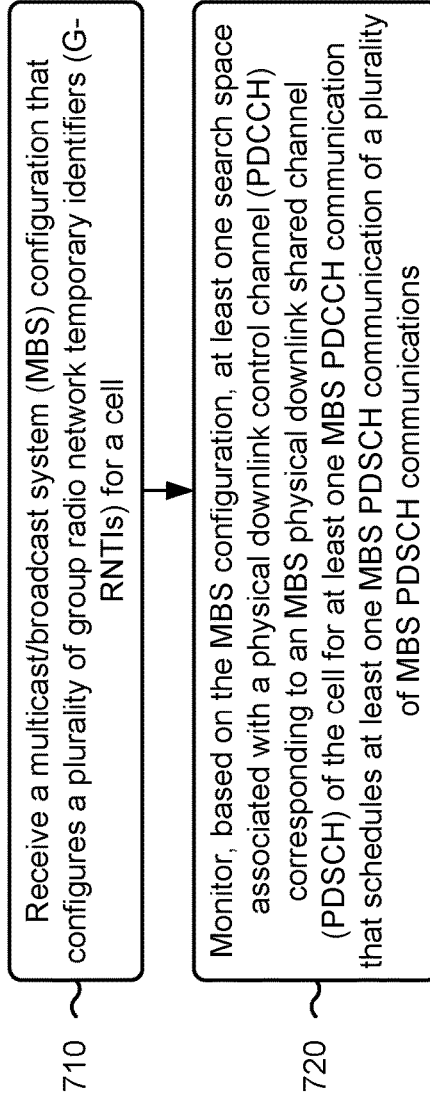 710
Receive a multicast/broadcast system (MBS) configuration that
configures a plurality of group radio network temporary identifiers (G-
RNTIs) for a cell
720
Monitor, based on the MBS configuration, at least one search space
associated with a physical downlink control channel (PDCCH)
corresponding to an MBS physical downlink shared channel
(PDSCH) of the cell for at least one MBS PDCCH communication
that schedules at least one MBS PDSCH communication of a plurality
of MBS PDSCH communications